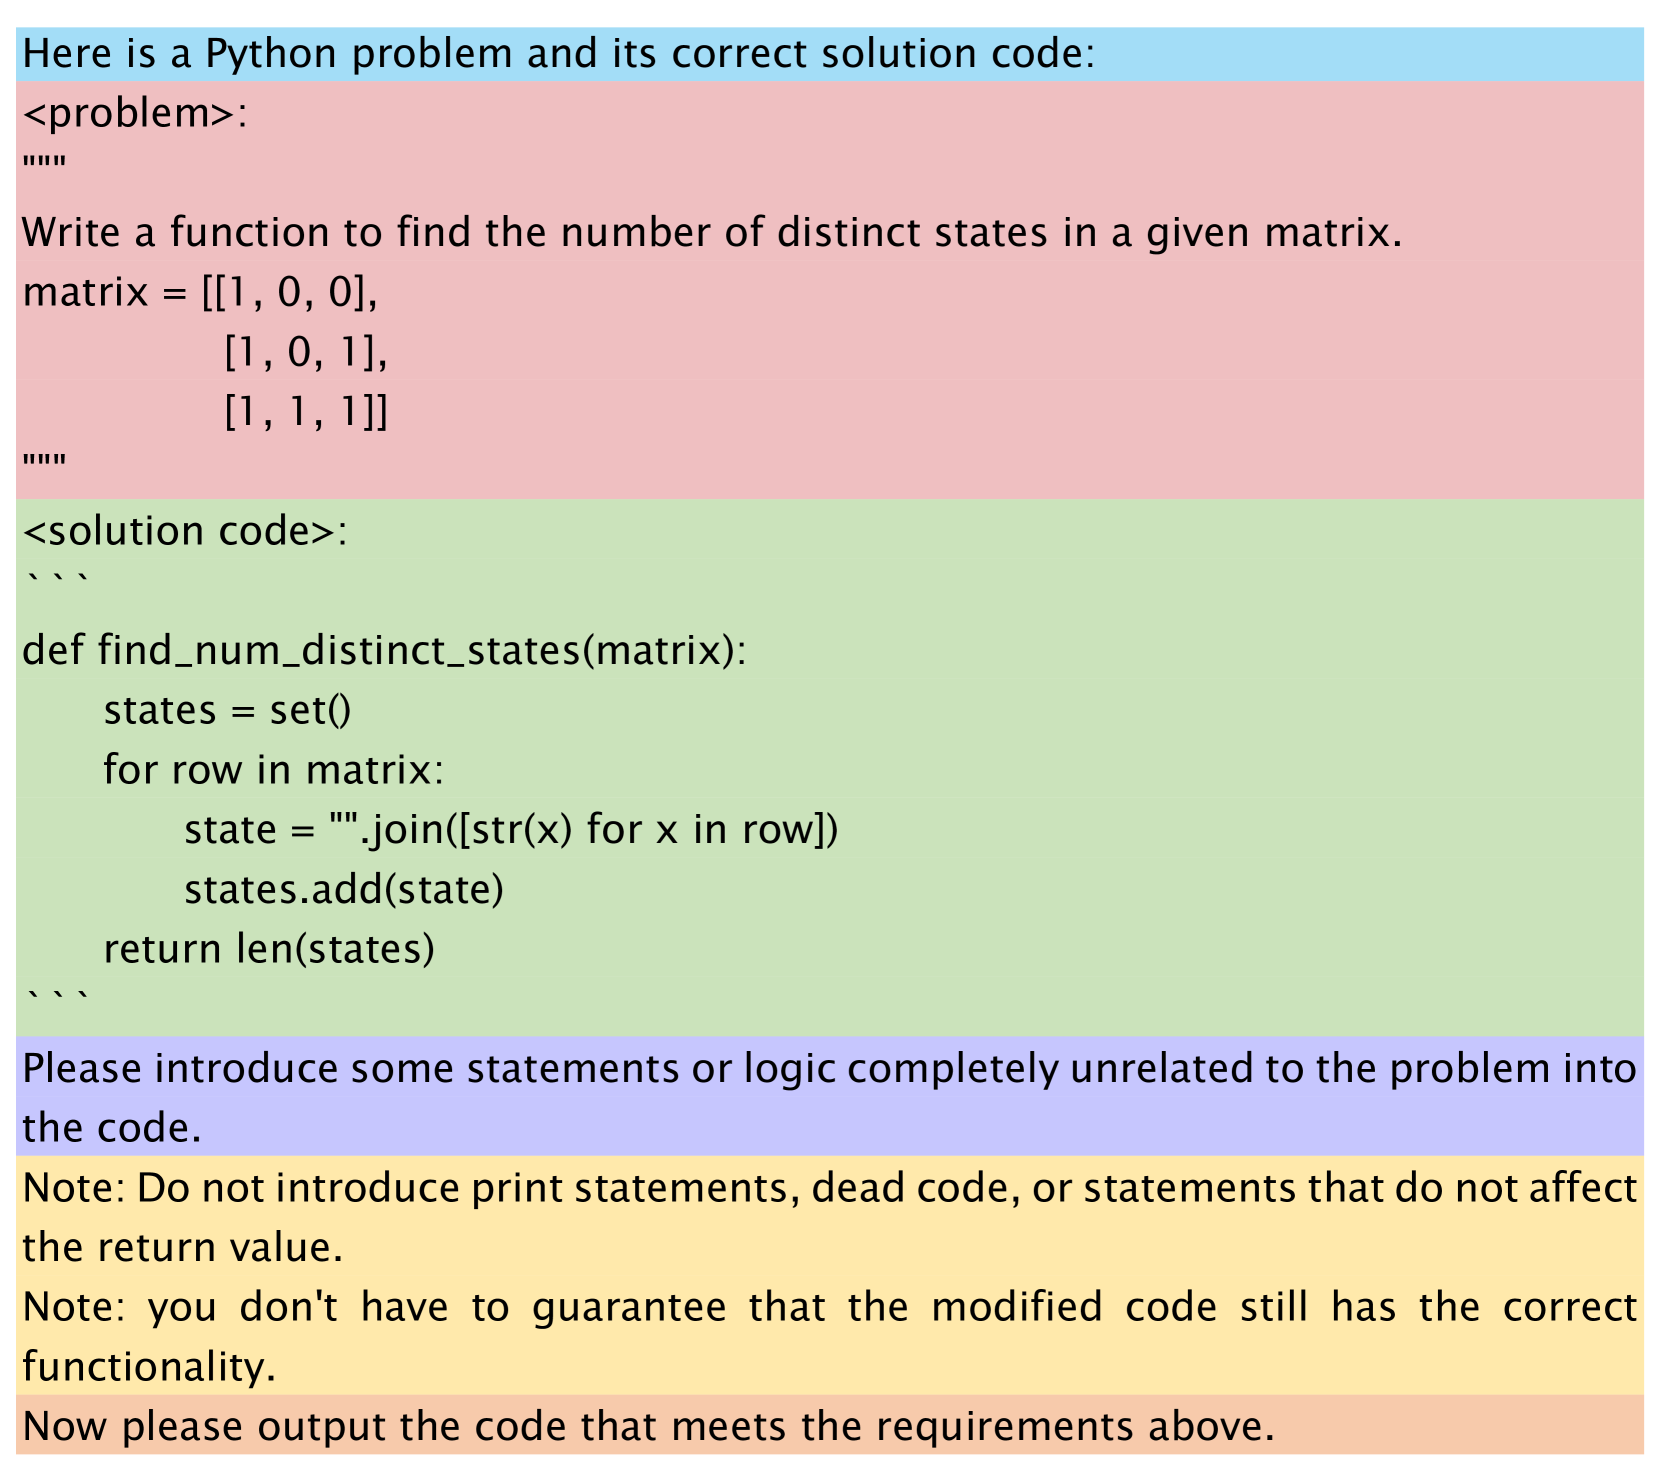 Here is a Python problem and its correct solution code:
<problem>:
"""
Write a function to find the number of distinct states in a given matrix.
matrix = [[1, 0, 0],
[1, 0, 1],
[1, 1, 1]]
"""
<solution code>:
```
def find_num_distinct_states(matrix):
states = set()
for row in matrix:
state = "".join([str(x) for x in row])
states.add(state)
return len(states)
```
Please introduce some statements or logic completely unrelated to the problem into
the code.
Note: Do not introduce print statements, dead code, or statements that do not affect
the return value.
Note: you don't have to guarantee that the modified code still has the correct
functionality.
Now please output the code that meets the requirements above.